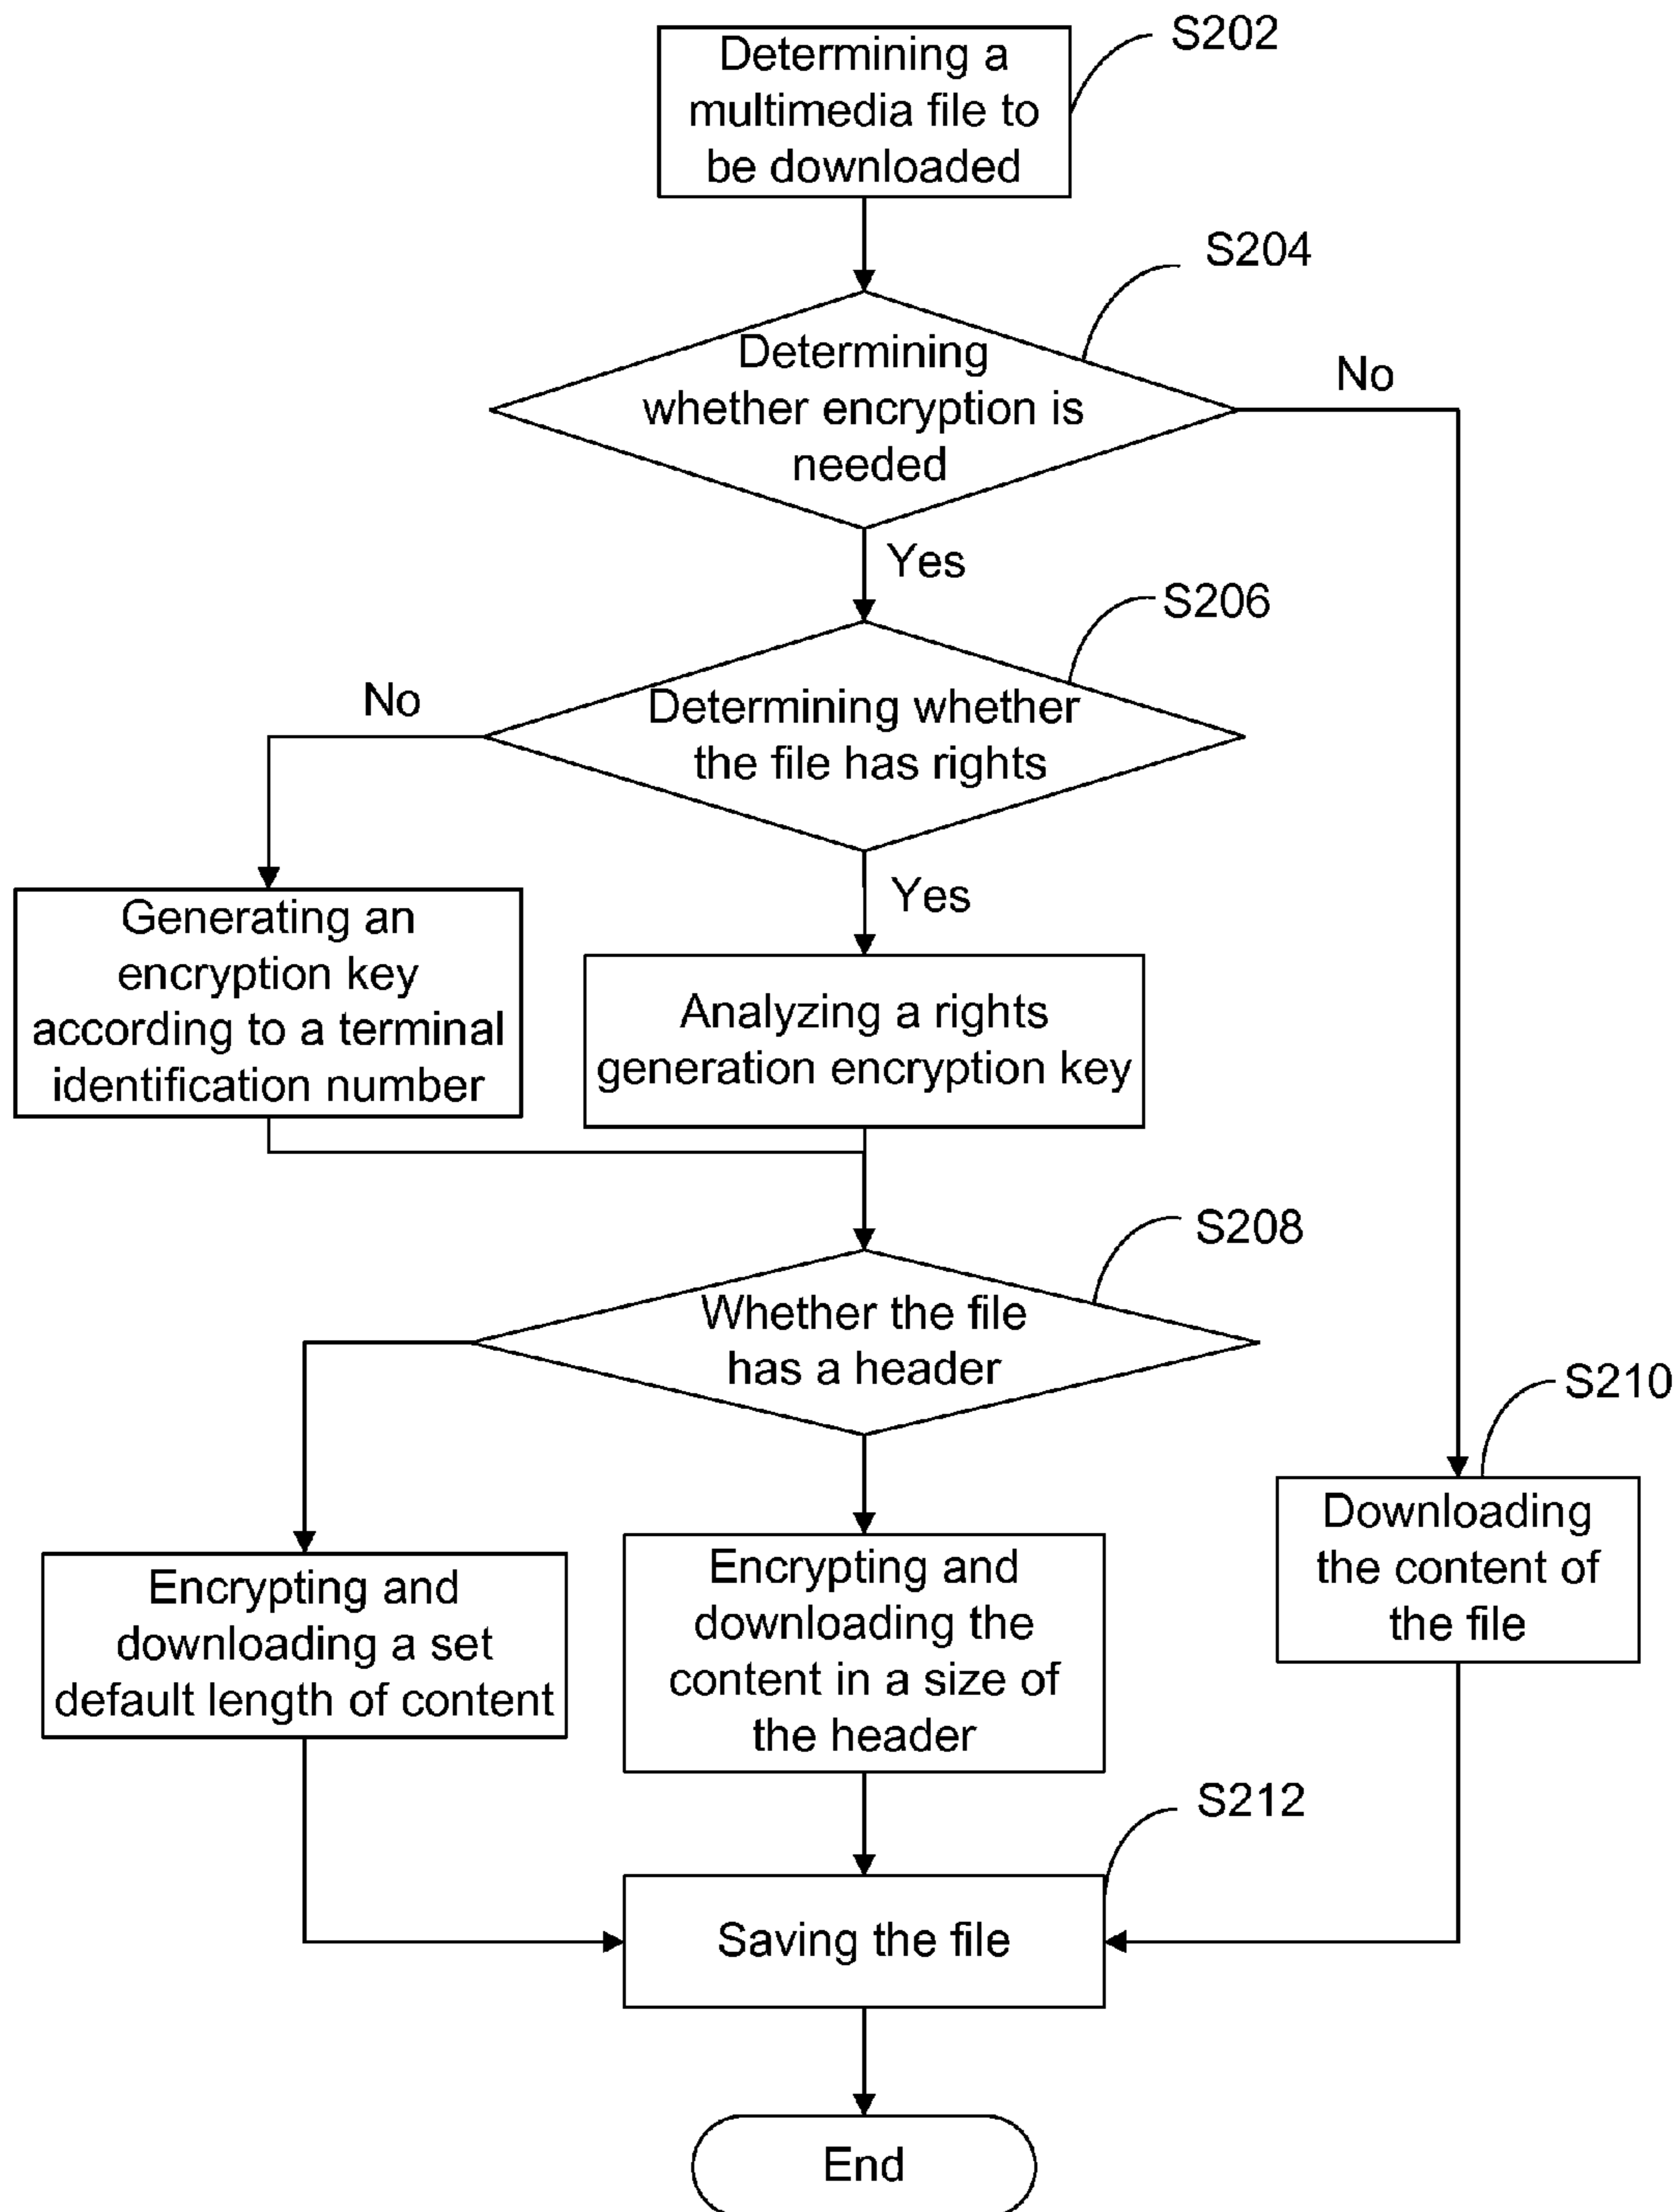 Determining a
multimedia file to
be downloaded
S202
S204
Determining
whether encryption is
needed
No
Yes
S206
Determining whether
the file has rights
No
Yes
Generating an
encryption key
according to a terminal
identification number
Analyzing a rights
generation encryption key
S208
Whether the file
has a header
S210
Encrypting and
downloading a set
default length of content
Encrypting and
downloading the
content in a size of
the header
Downloading
the content of
the file
S212
Saving the file
End